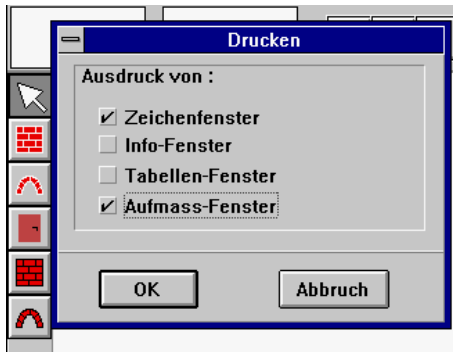 Drucken
Ausdruck von :
Zeichenfenster
Info-Fenster
Tabellen-Fenster
Aufmass-Fenster
OK
Abbruch